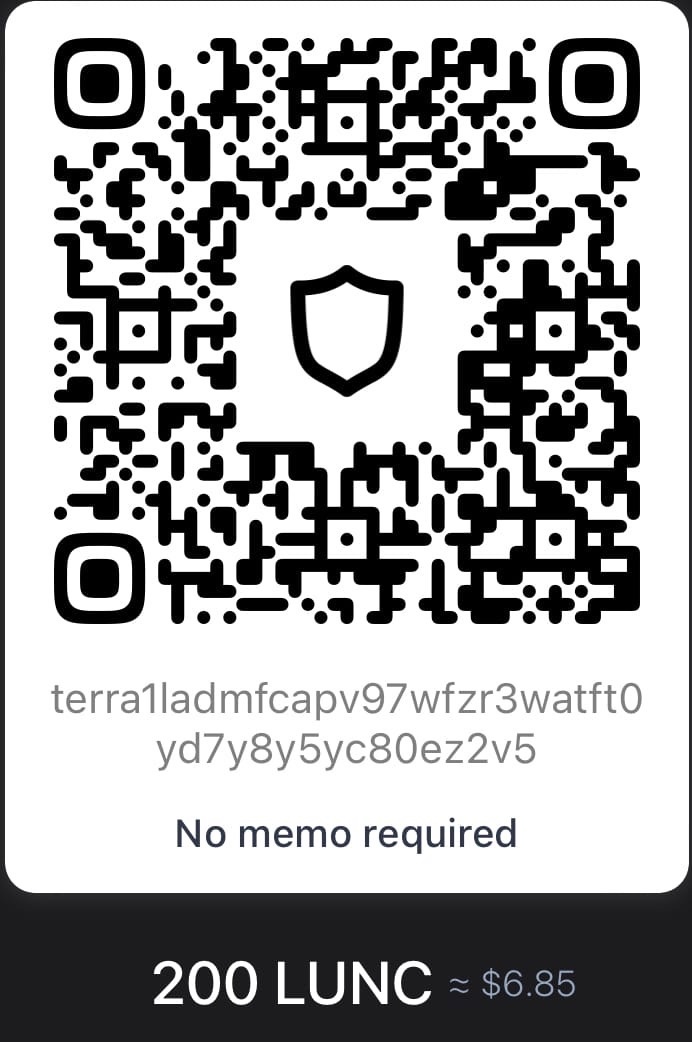 terra1ladmfcapv97wfzr3watft0
yd7y8y5yc80ez2v5
No memo required
200 LUNC ≈ $6.85